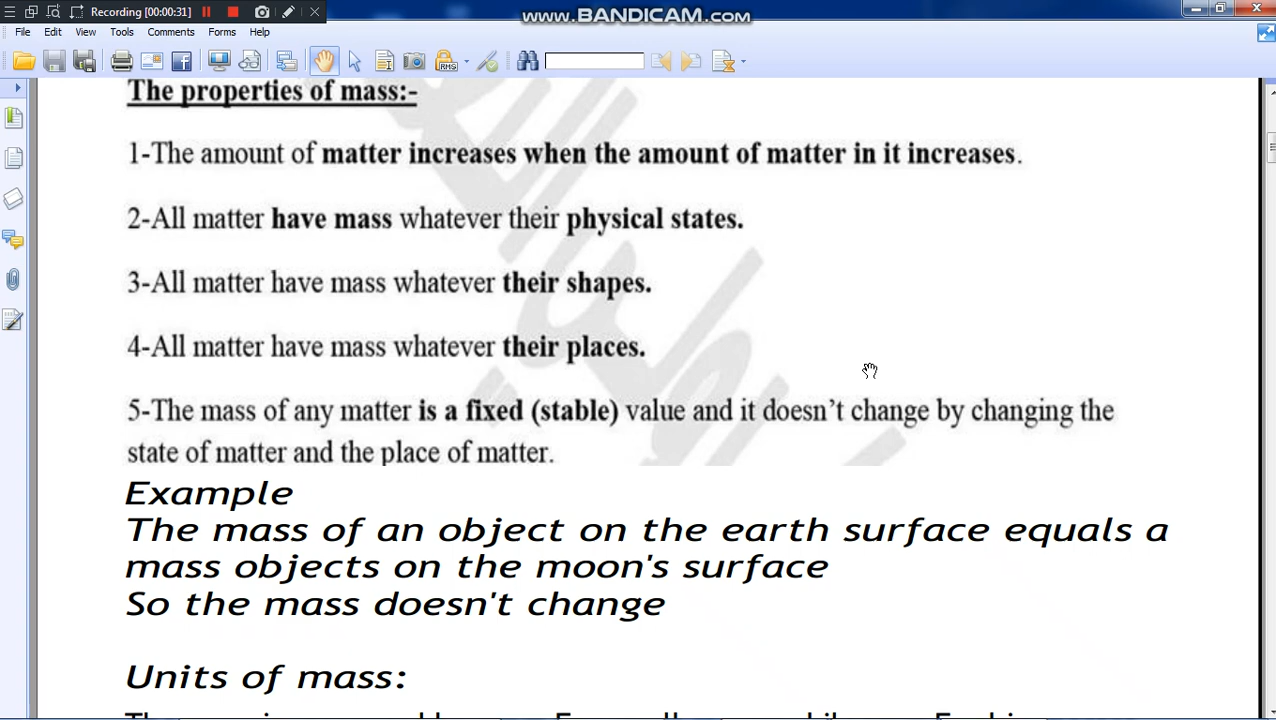 Recording [00:00:31]
www.BANDICAM.com
File Edit View Tools Comments Forms Help
RMS
The properties of mass:-
1-The amount of matter increases when the amount of matter in it increases.
2-All matter have mass whatever their physical states.
3-All matter have mass whatever their shapes.
4-All matter have mass whatever their places.
5-The mass of any matter is a fixed (stable) value and it doesn’t change by changing the
state of matter and the place of matter.
Example
The mass of an object on the earth surface equals a
mass objects on the moon's surface
So the mass doesn't change
Units of mass: